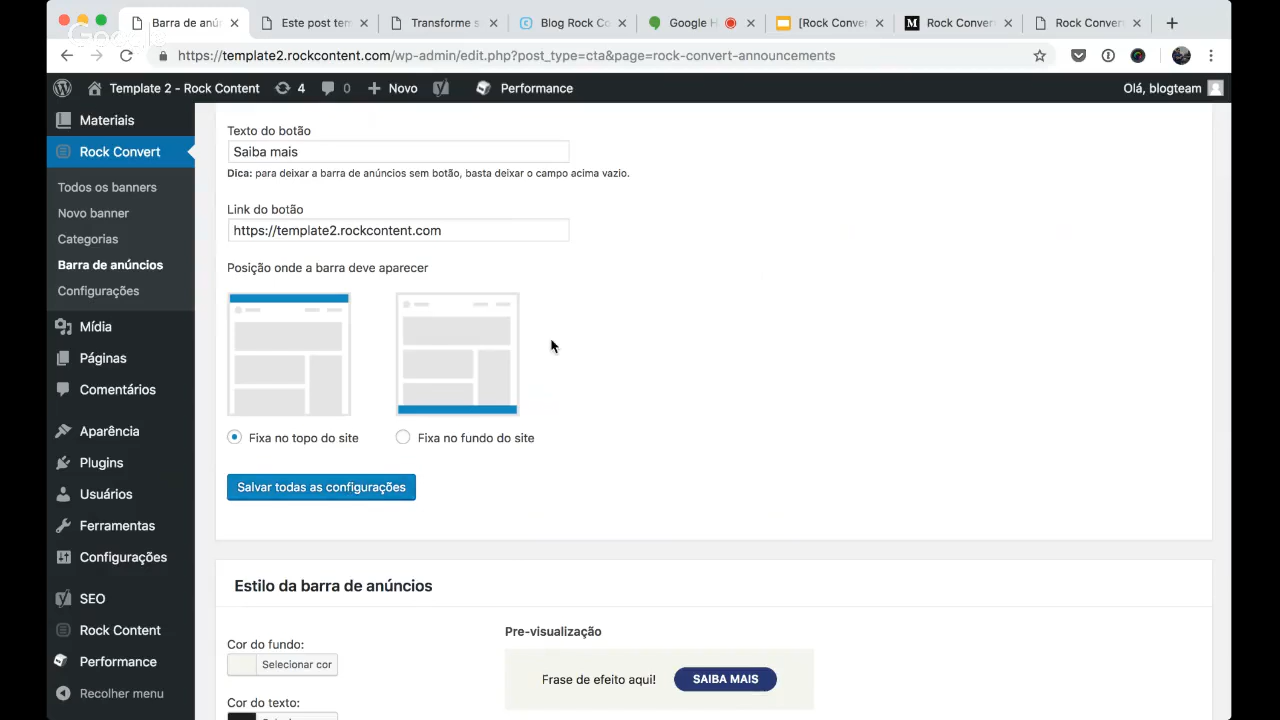 Barra de anún
Este post tem
Transforme s
Blog Rock Co
Google H
[Rock Conver
Rock Conver
Rock Conver
https://template2.rockcontent.com/wp-admin/edit.php?post_type=cta&page=rock-convert-announcements
Template 2 - Rock Content
4
0
Novo
Performance
Olá, blogteam
Materiais
Rock Convert
Todos os banners
Novo banner
Categorias
Barra de anúncios
Configurações
Mídia
Páginas
Comentários
Aparência
Plugins
Usuários
Ferramentas
Configurações
SEO
Rock Content
Performance
Recolher menu
Texto do botão
Saiba mais
Dica: para deixar a barra de anúncios sem botão, basta deixar o campo acima vazio.
Link do botão
https://template2.rockcontent.com
Posição onde a barra deve aparecer
Fixa no topo do site
Fixa no fundo do site
Salvar todas as configurações
Estilo da barra de anúncios
Cor do fundo:
Selecionar cor
Cor do texto:
Pre-visualização
Frase de efeito aqui!
SAIBA MAIS